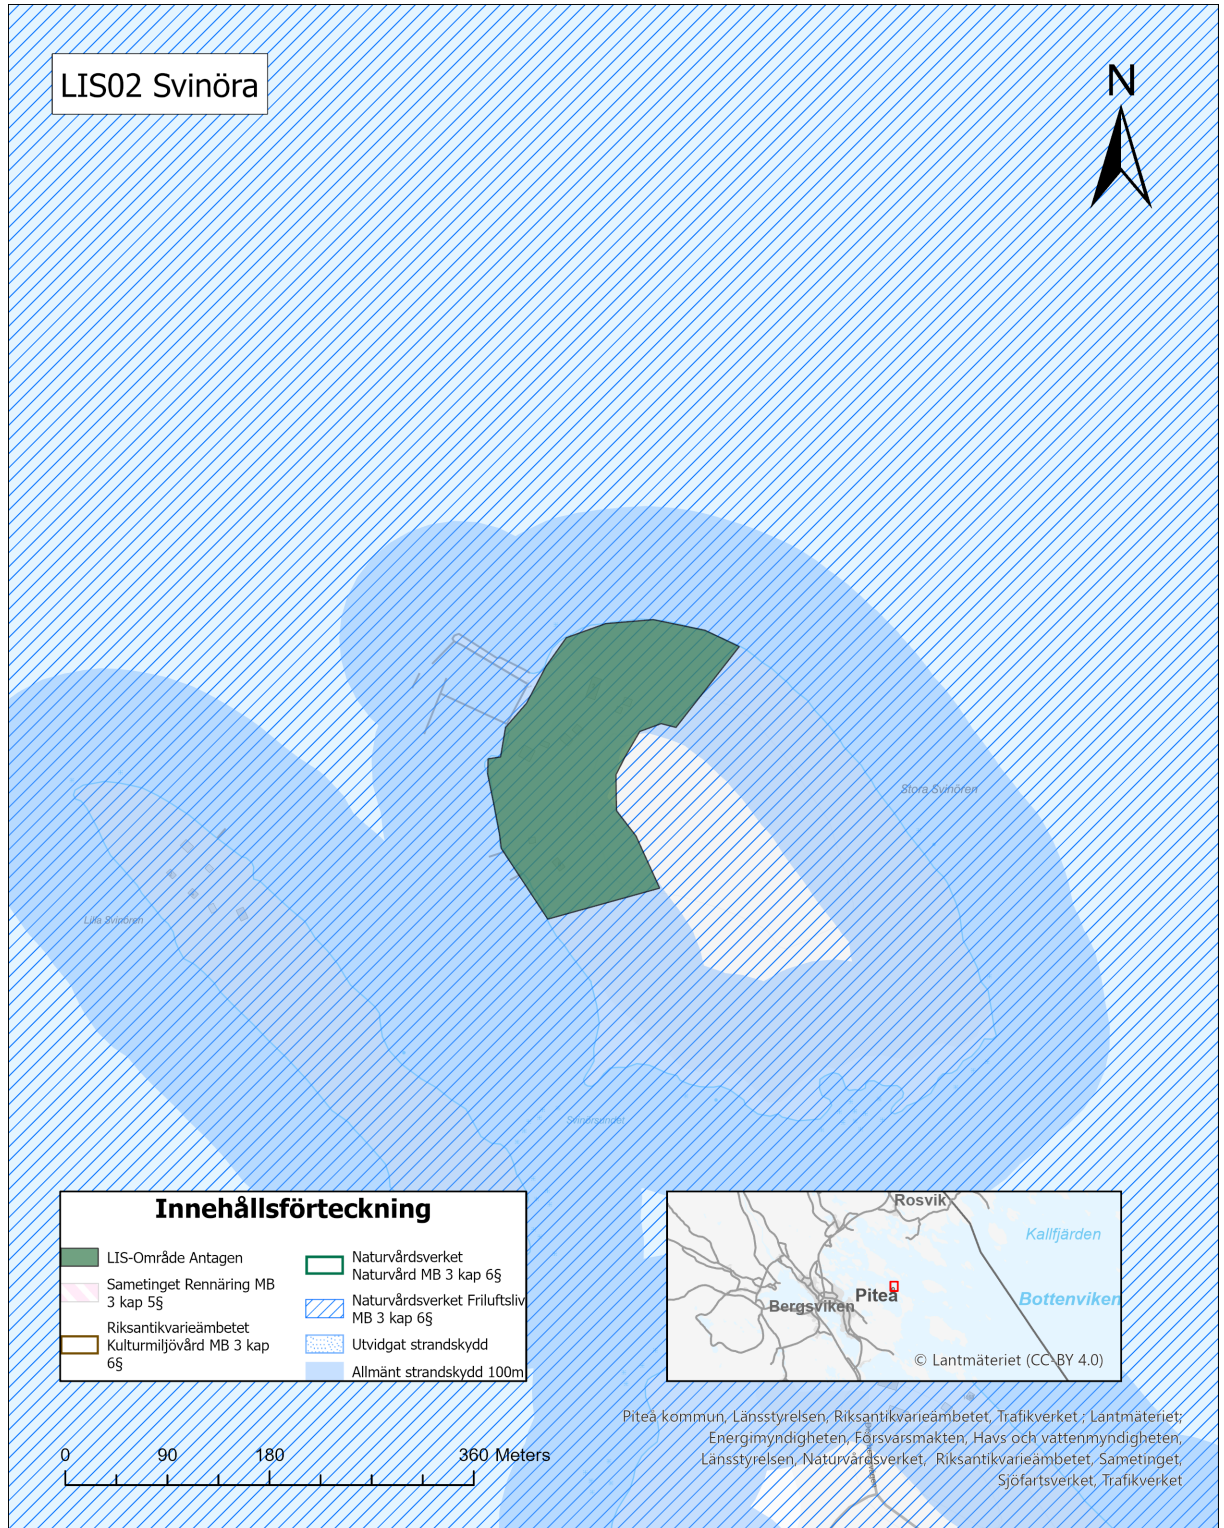 LIS02 Svinöra
N
Stora Svinören
Lilla Svinören
Svinörsundet
Innehållsförteckning
LIS-Område Antagen
Sametinget Rennäring MB
3 kap 5§
Riksantikvarieämbetet
Kulturmiljövård MB 3 kap
6§
Naturvårdsverket
Naturvård MB 3 kap 6§
Naturvårdsverket Friluftsliv
MB 3 kap 6§
Utvidgat strandskydd
Allmänt strandskydd 100m
Rosvik
Kallfjärden
Piteå
Bergsviken
Bottenviken
© Lantmäteriet (CC-BY 4.0)
0 90 180 360 Meters
Piteå kommun, Länsstyrelsen, Riksantikvarieämbetet, Trafikverket ; Lantmäteriet;
Energimyndigheten, Försvarsmakten, Havs och vattenmyndigheten,
Länsstyrelsen, Naturvårdsverket, Riksantikvarieämbetet, Sametinget,
Sjöfartsverket, Trafikverket